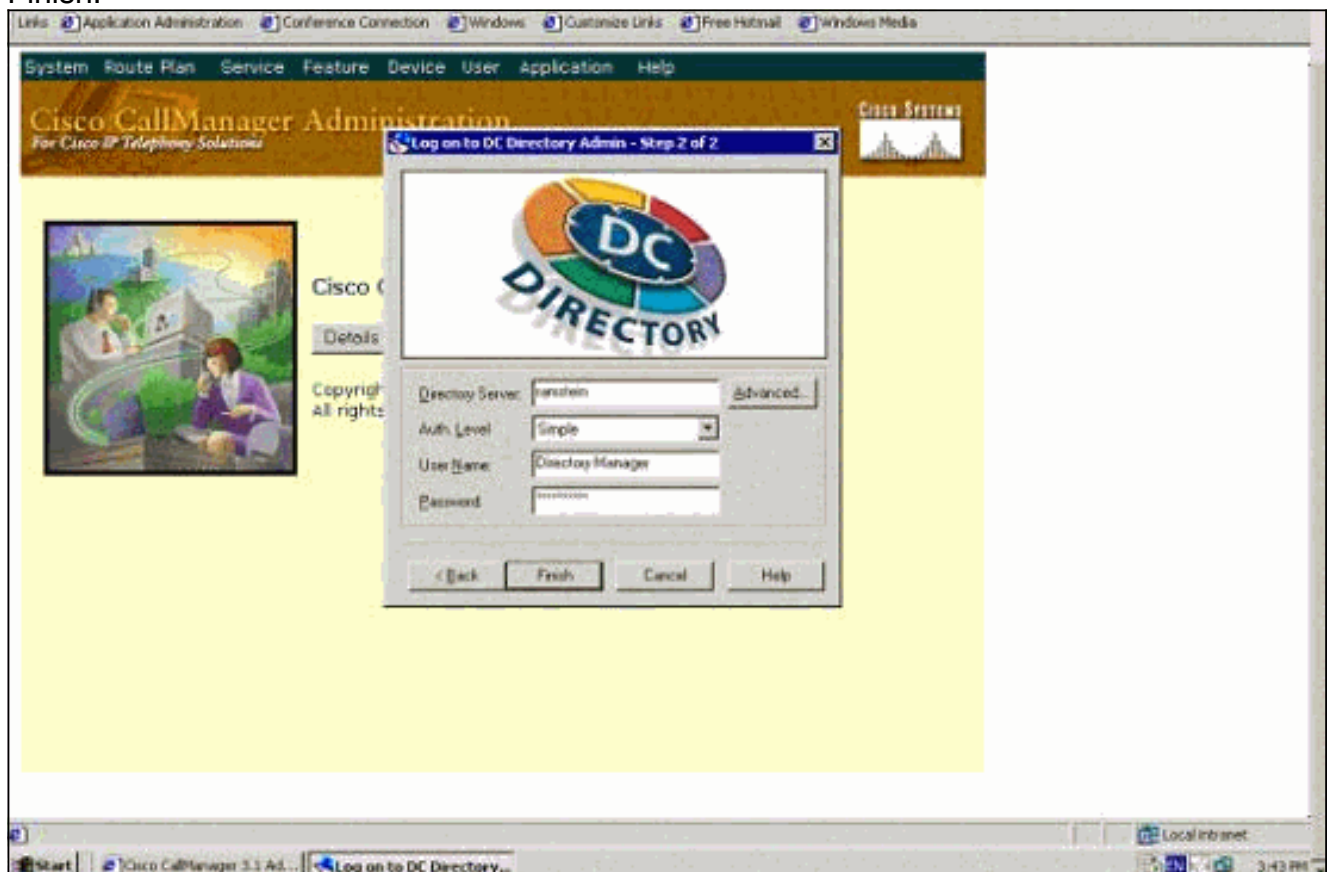 Links Application Administration Conference Connection Windows Customize Links Free Hotmail Windows Media
System Route Plan Service Feature Device User Application Help
Cisco CallManager Administration
For Cisco IP Telephony Solutions
CISCO SYSTEMS
Log on to DC Directory Admin - Step 2 of 2
DC
DIRECTORY
Cisco
Details
Copyrigh
All rights
Directory Server:
Advanced...
Auth. Level
Simple
User Name:
Directory Manager
Password
< Back Finish Cancel Help
Local intranet
Start Cisco CallManager 3.1 Ad... Log on to DC Directory...
EN 3:43 PM